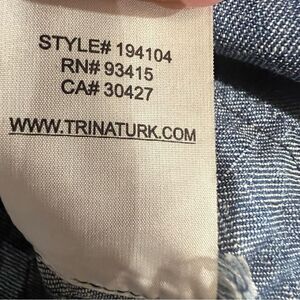 STYLE# 194104
RN# 93415
CA# 30427
WWW.TRINATURK.COM